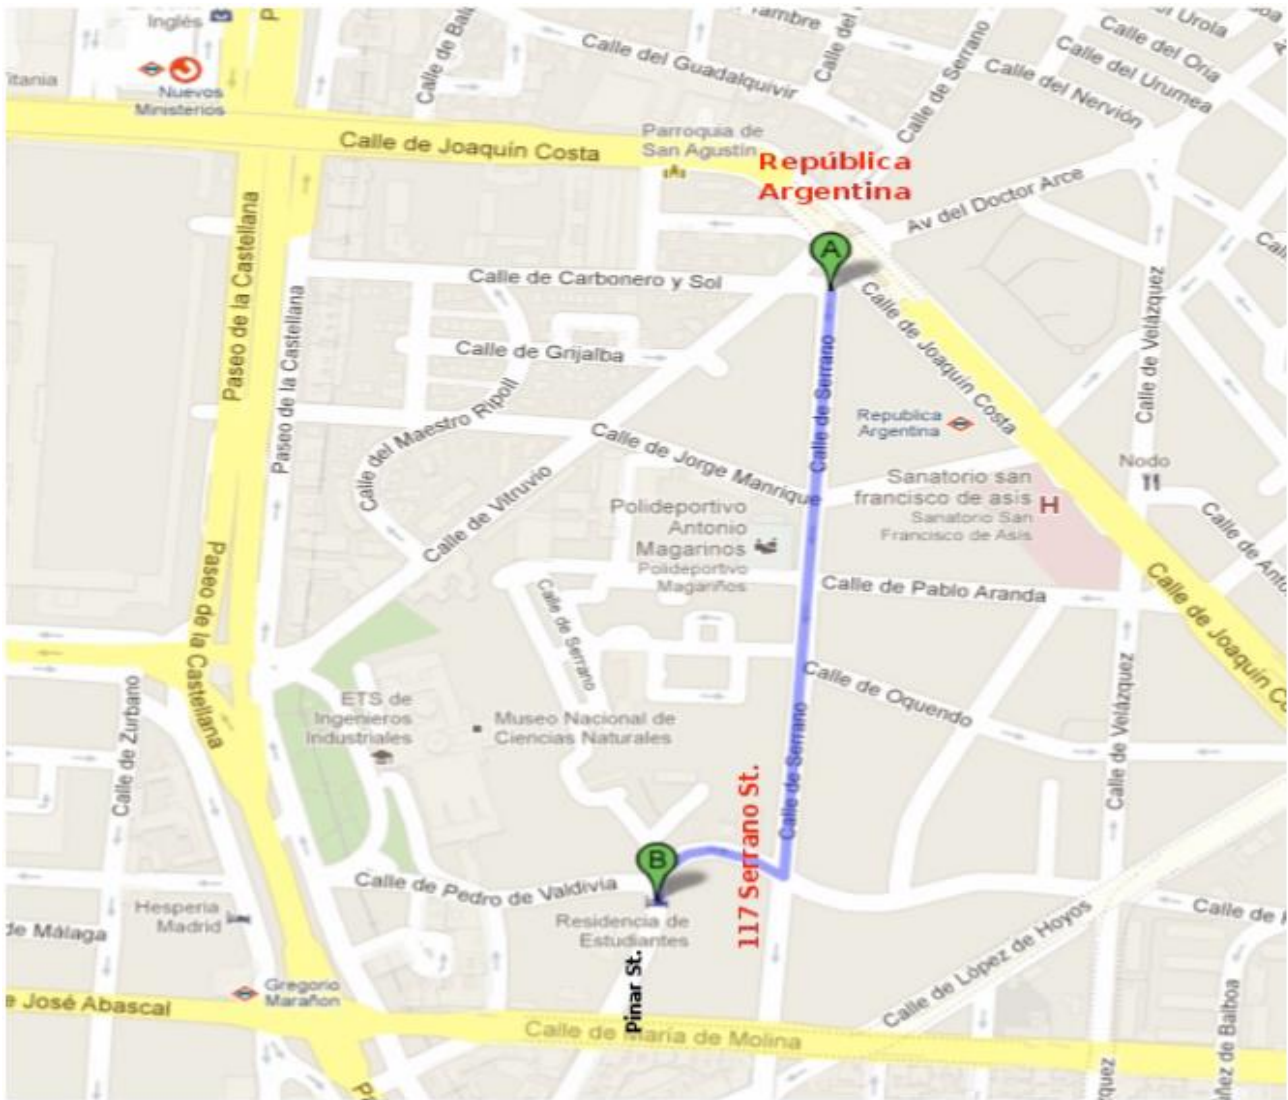 Inglés
Calle del Guadalquivir
Calle de Serrano
Calle del Nervión
Calle del Urumea
Calle del Oria
Urola
Nuevos
Ministerios
Calle de Joaquín Costa
Parroquia de
San Agustín
República
Argentina
Av del Doctor Arce
A
Paseo de la Castellana
Paseo de la Castellana
Calle de Carbonero y Sol
Calle de Joaquín Costa
Calle de Velázquez
Calle de Grijalba
Calle de Serrano
Republica
Argentina
Calle del Maestro Ripoll
Calle de Jorge Manrique
Calle de Vitruvio
Nodo
Sanatorio san
francisco de asis
Sanatorio San
Francisco de Asís
H
Polideportivo
Antonio
Magarinos
Polideportivo
Magariños
Calle de Pablo Aranda
Calle de Joaquín
Paseo de la Castellana
Calle de Serrano
Calle de Oquendo
Calle de Velázquez
Calle de Zurbano
ETS de
Ingenieros
Industriales
Museo Nacional de
Ciencias Naturales
Calle de Serrano
117 Serrano St.
B
Calle de Pedro de Valdivia
Residencia de
Estudiantes
Hesperia
Madrid
de Málaga
Pinar St.
Calle de López de Hoyos
Calle de
Gregorio
Marañon
José Abascal
Calle de María de Molina
de Balboa